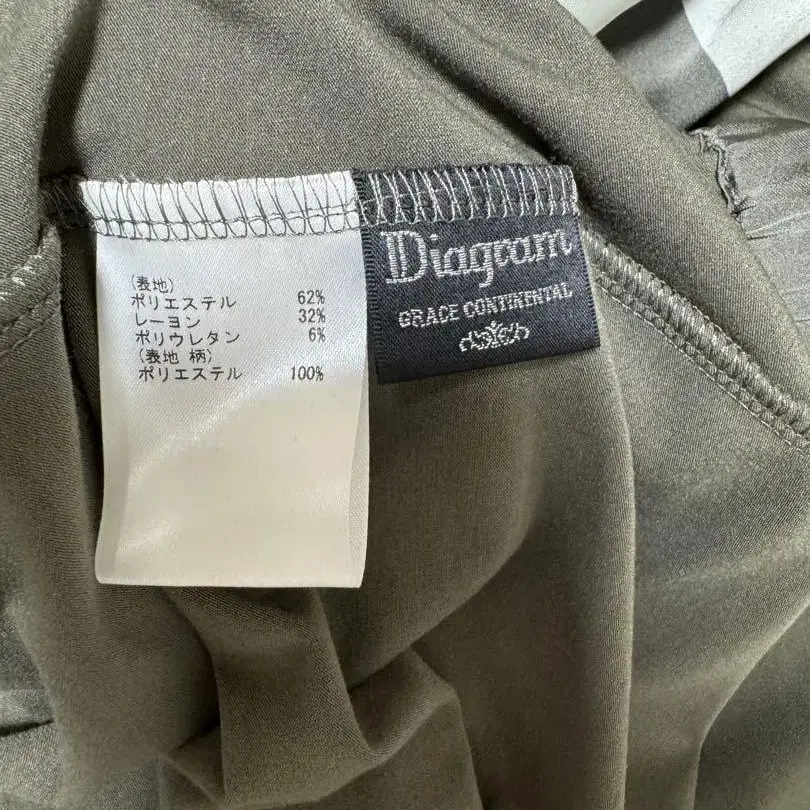 (表地)
ポリエステル 62%
レーヨン 32%
ポリウレタン 6%
(表地 柄)
ポリエステル 100%
Diagram
GRACE CONTINENTAL